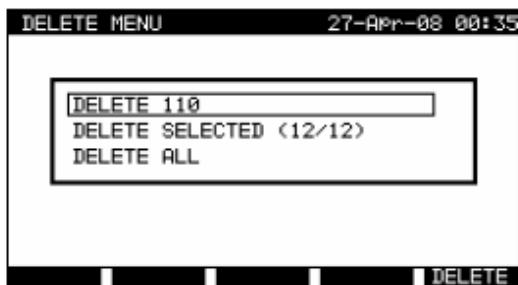 DELETE MENU 27-Apr-08 00:35
DELETE 110
DELETE SELECTED (12/12)
DELETE ALL
DELETE